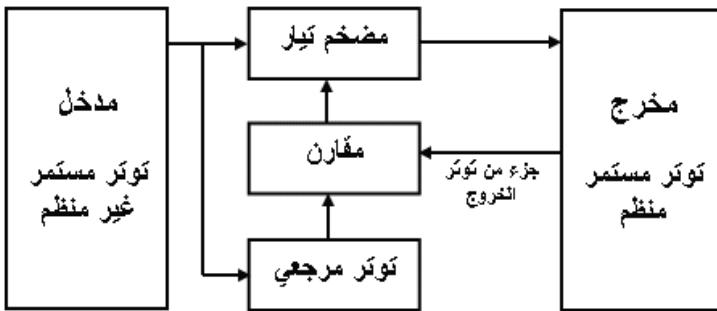 مدخل
توتر مستمر
غير منظم
مضخم تيار
مقارن
توتر مرجعي
جزء من توتر
الخروج
مخرج
توتر مستمر
منظم